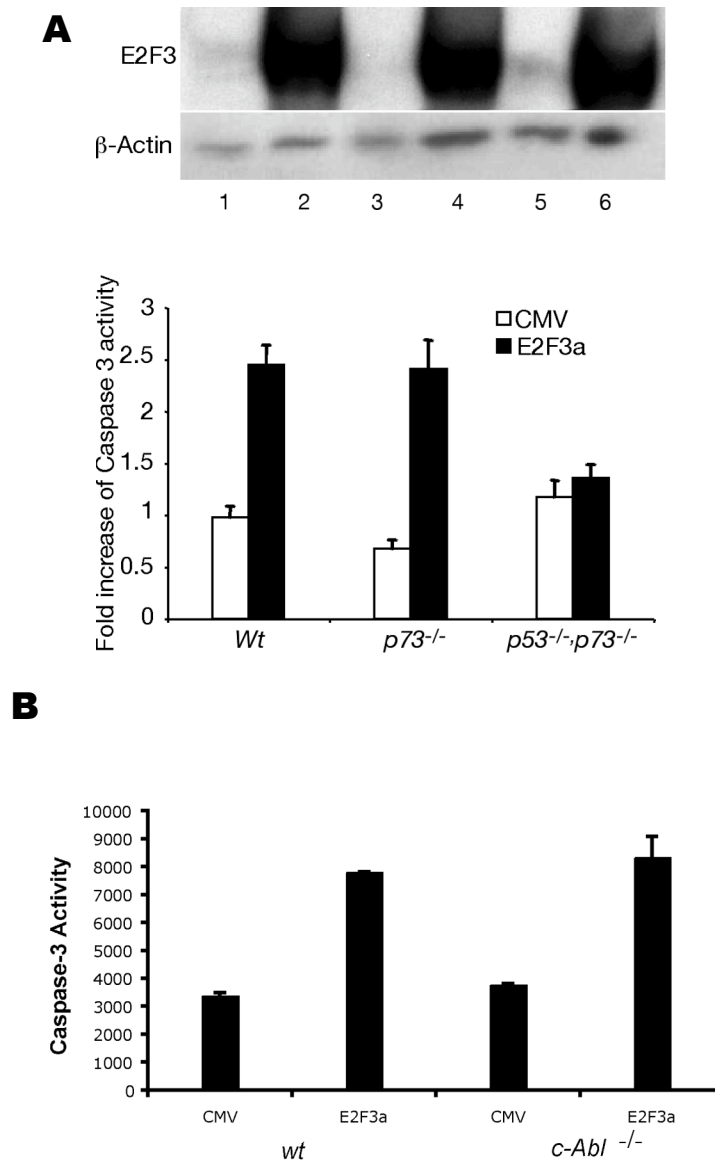 A
E2F3
β-Actin
1 2 3 4 5 6
Fold increase of Caspase 3 activity
3
2.5
2
1.5
1
0.5
0
CMV
E2F3a
Wt p73-/- p53-/-,p73-/-
B
Caspase-3 Activity
10000
9000
8000
7000
6000
5000
4000
3000
2000
1000
0
CMV E2F3a CMV E2F3a
wt c-Abl -/-